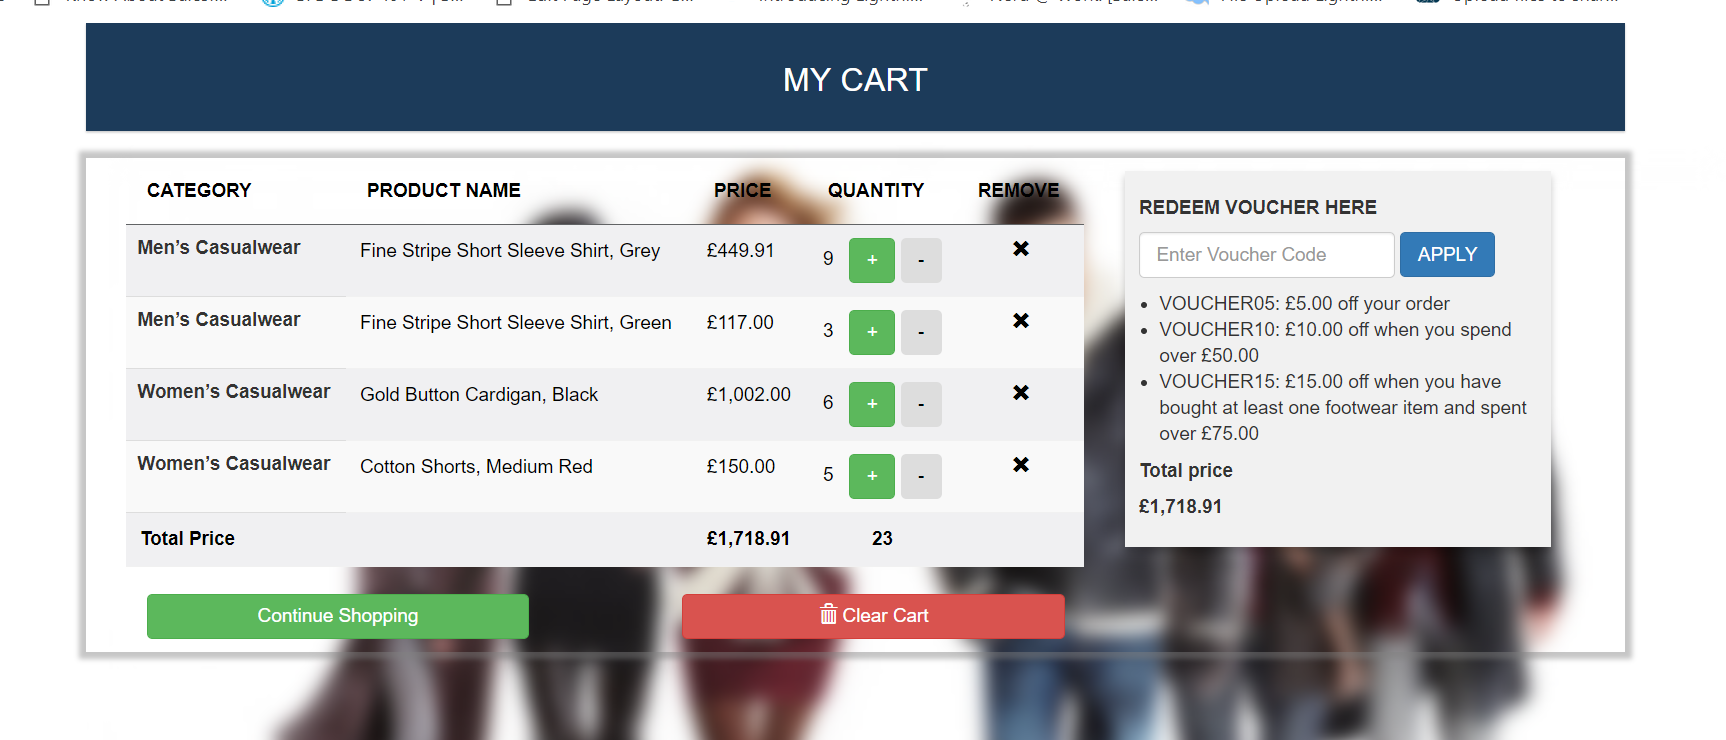 MY CART
CATEGORY PRODUCT NAME PRICE QUANTITY REMOVE
Men’s Casualwear Fine Stripe Short Sleeve Shirt, Grey £449.91 9 + - ✖
Men’s Casualwear Fine Stripe Short Sleeve Shirt, Green £117.00 3 + - ✖
Women’s Casualwear Gold Button Cardigan, Black £1,002.00 6 + - ✖
Women’s Casualwear Cotton Shorts, Medium Red £150.00 5 + - ✖
Total Price £1,718.91 23
Continue Shopping Clear Cart
REDEEM VOUCHER HERE
Enter Voucher Code APPLY
• VOUCHER05: £5.00 off your order
• VOUCHER10: £10.00 off when you spend
over £50.00
• VOUCHER15: £15.00 off when you have
bought at least one footwear item and spent
over £75.00
Total price
£1,718.91